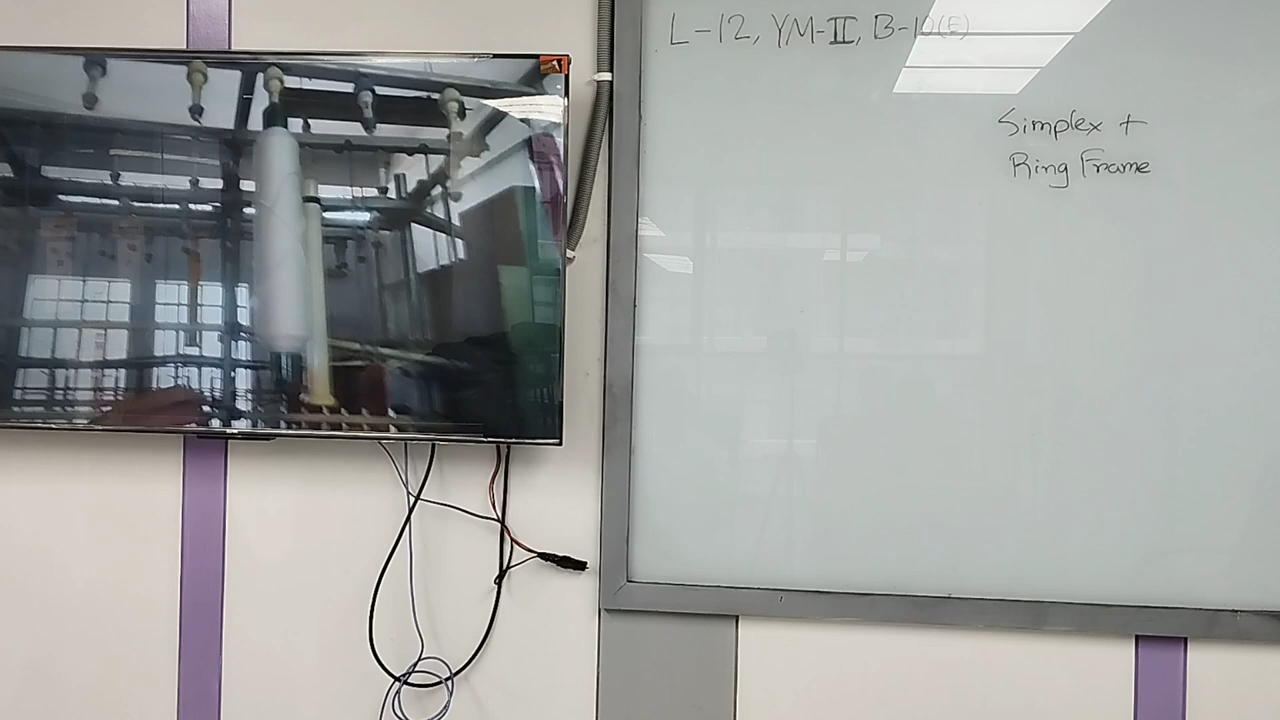 L-12, YM-II, B-10(E)
Simplex +
Ring Frame